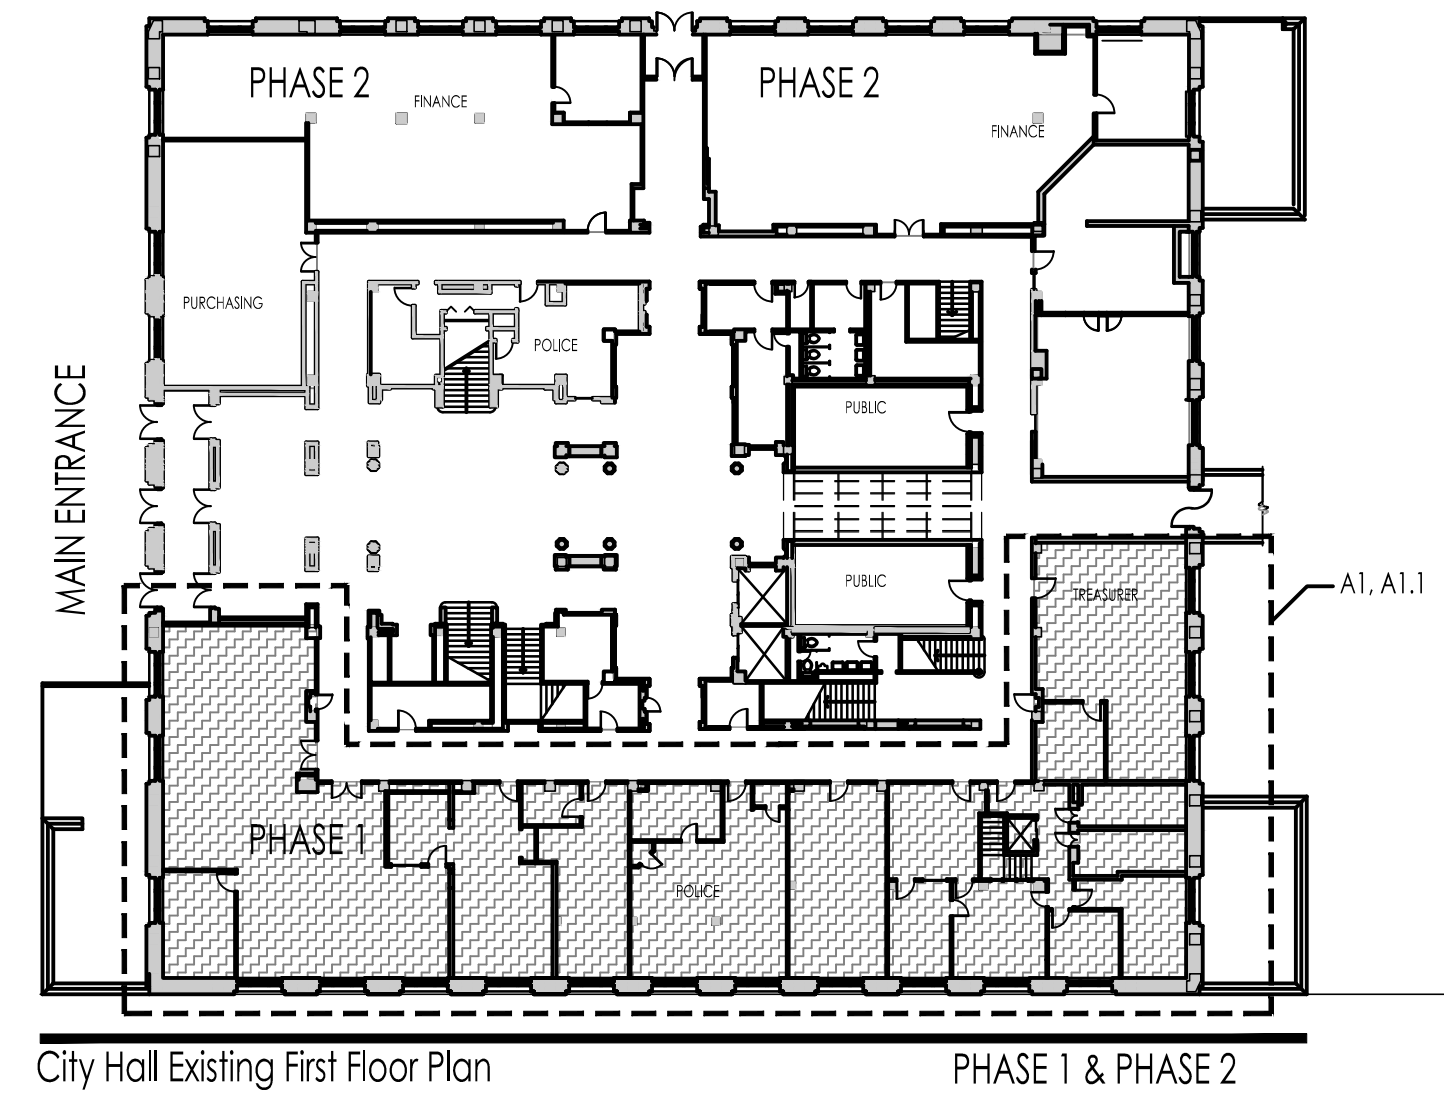 PHASE 2
FINANCE
PHASE 2
FINANCE
PURCHASING
POLICE
MAIN ENTRANCE
PUBLIC
PUBLIC
TREASURER
A1, A1.1
PHASE 1
POLICE
City Hall Existing First Floor Plan
PHASE 1 & PHASE 2